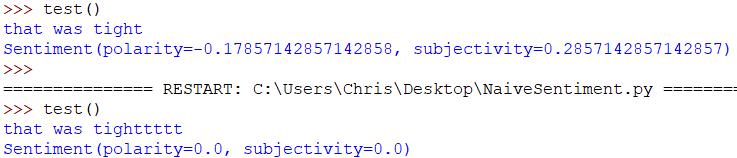 >>> test()
that was tight
Sentiment(polarity=-0.17857142857142858, subjectivity=0.2857142857142857)
>>>
=============== RESTART: C:\Users\Chris\Desktop\NaiveSentiment.py ========
>>> test()
that was tighttttt
Sentiment(polarity=0.0, subjectivity=0.0)